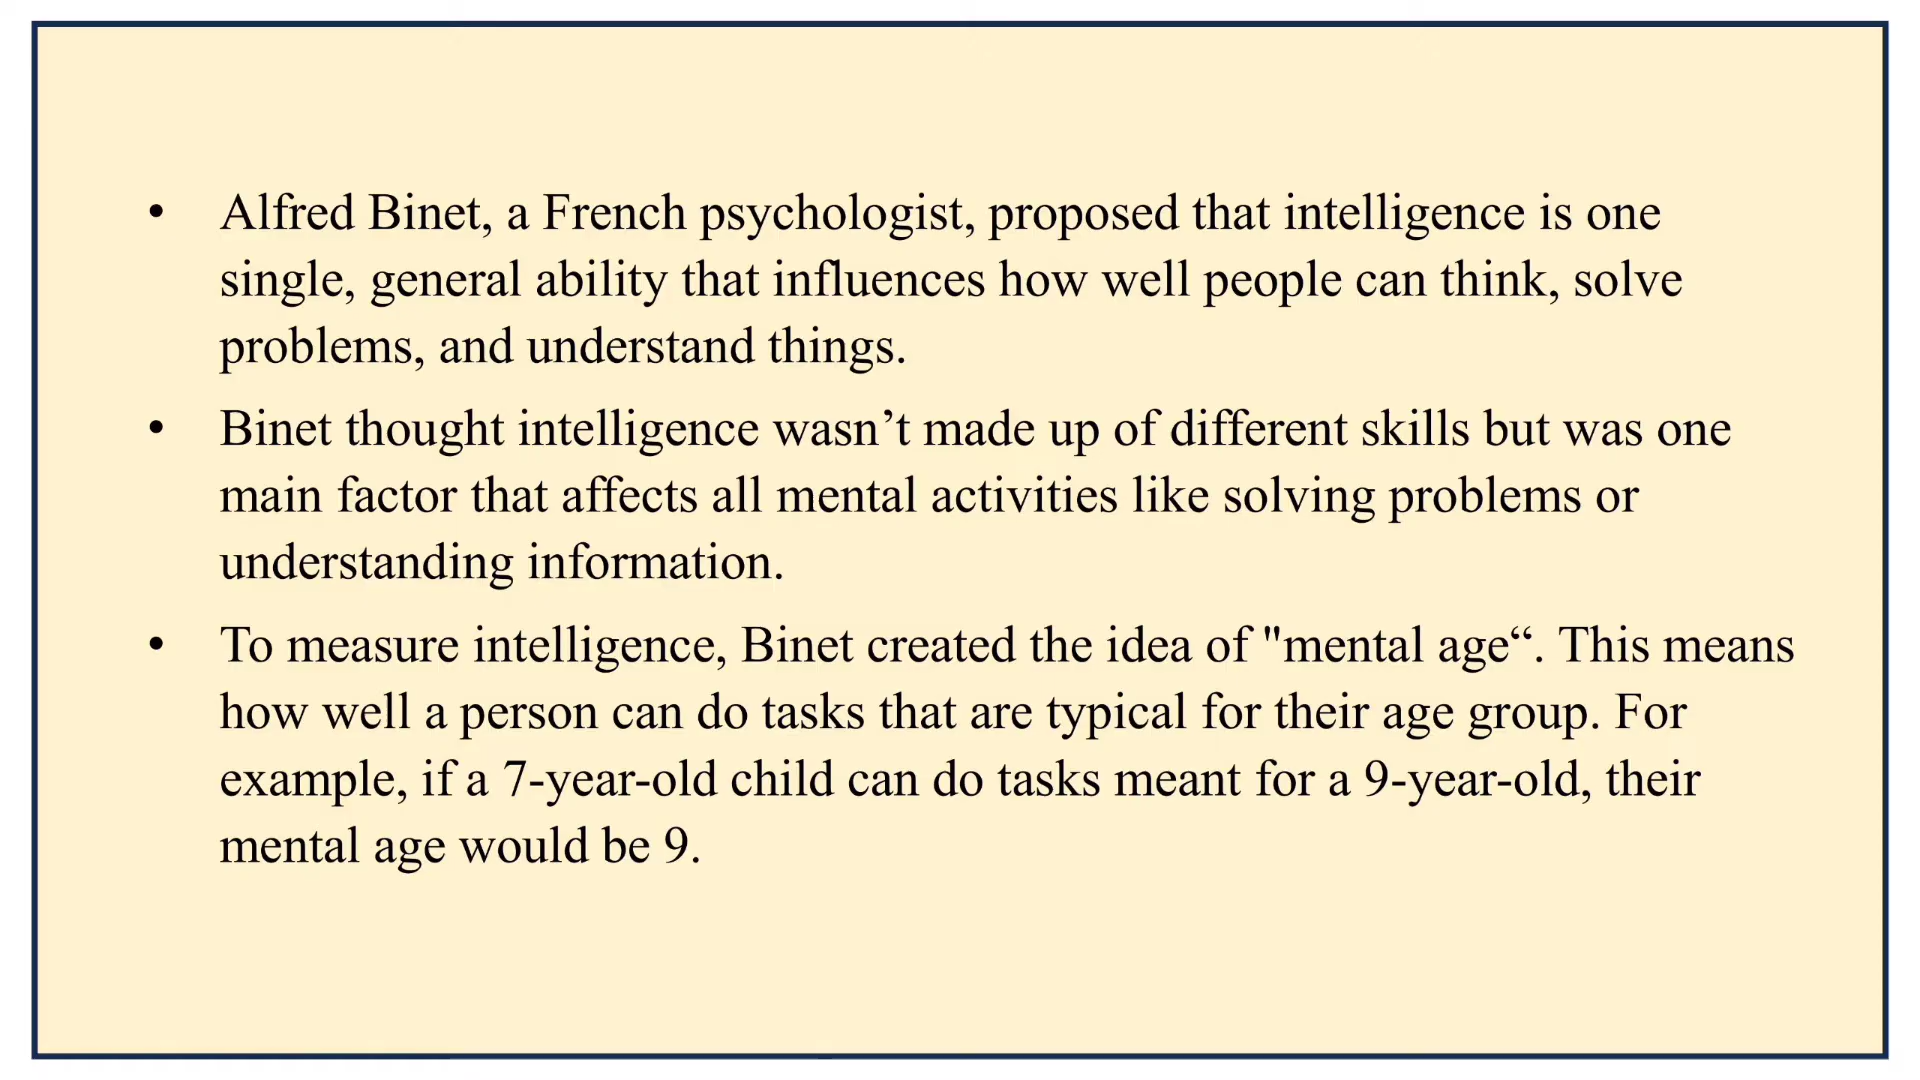 • Alfred Binet, a French psychologist, proposed that intelligence is one
single, general ability that influences how well people can think, solve
problems, and understand things.
• Binet thought intelligence wasn’t made up of different skills but was one
main factor that affects all mental activities like solving problems or
understanding information.
• To measure intelligence, Binet created the idea of "mental age“. This means
how well a person can do tasks that are typical for their age group. For
example, if a 7-year-old child can do tasks meant for a 9-year-old, their
mental age would be 9.